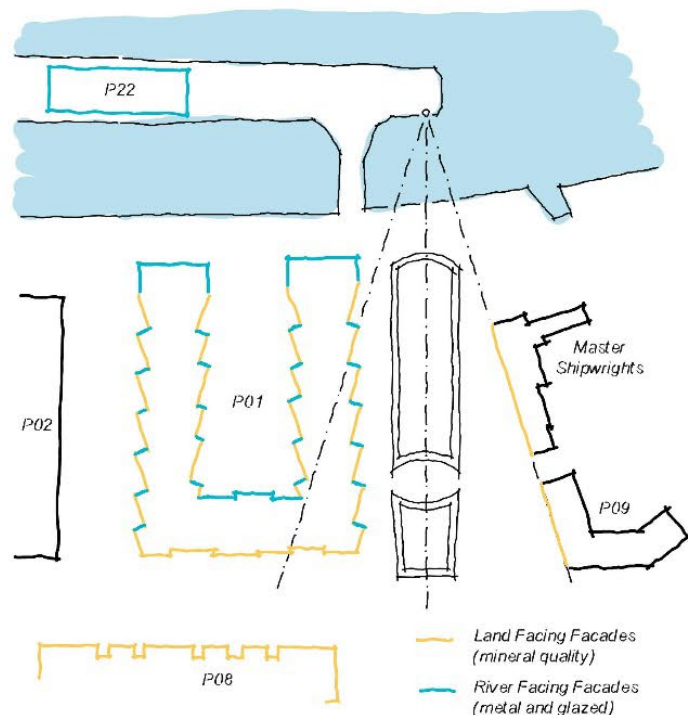 P22
Master
Shipwrights
P01
P02
P09
Land Facing Facades
(mineral quality)
P08
River Facing Facades
(metal and glazed)